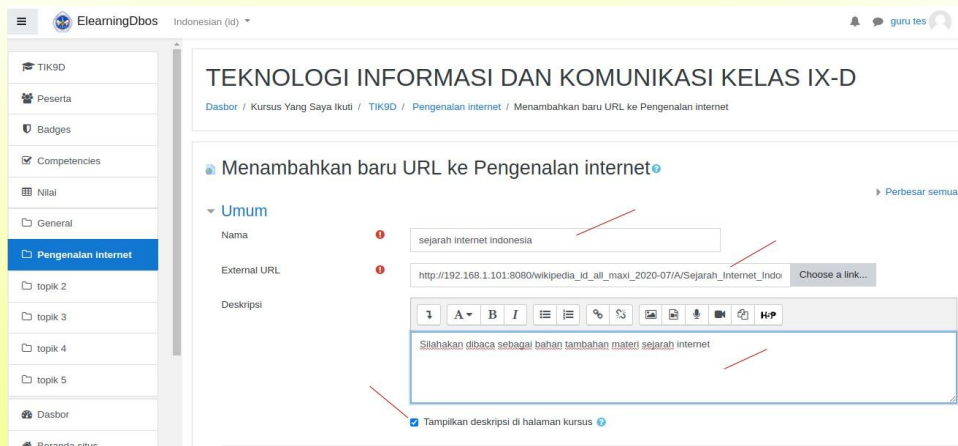 ElearningDbos Indonesian (id) guru tes
TIK9D
Peserta
Badges
Competencies
Nilai
General
Pengenalan internet
topik 2
topik 3
topik 4
topik 5
Dasbor
Beranda situs
TEKNOLOGI INFORMASI DAN KOMUNIKASI KELAS IX-D
Dasbor / Kursus Yang Saya Ikuti / TIK9D / Pengenalan internet / Menambahkan baru URL ke Pengenalan internet
Menambahkan baru URL ke Pengenalan internet
Perbesar semua
Umum
Nama sejarah internet indonesia
External URL http://192.168.1.101:8080/wikipedia_id_all_maxi_2020-07/A/Sejarah_Internet_Indo Choose a link...
Deskripsi
A B I H-P
Silahakan dibaca sebagai bahan tambahan materi sejarah internet
Tampilkan deskripsi di halaman kursus